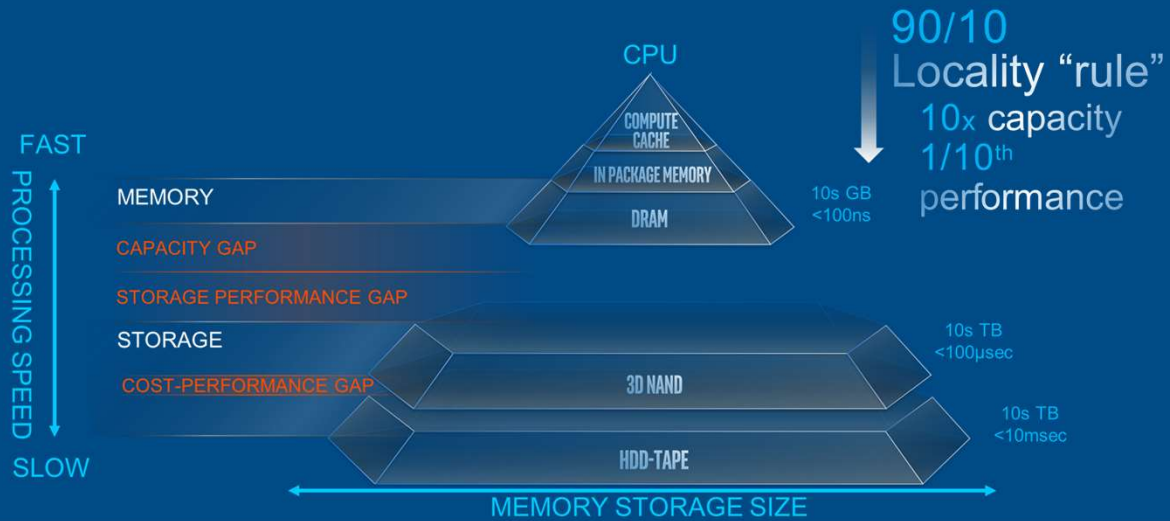 90/10
Locality “rule”
10x capacity
1/10th
performance
CPU
COMPUTE
CACHE
IN PACKAGE MEMORY
DRAM
10s GB
<100ns
FAST
PROCESSING SPEED
SLOW
MEMORY
CAPACITY GAP
STORAGE PERFORMANCE GAP
STORAGE
COST-PERFORMANCE GAP
3D NAND
10s TB
<100µsec
HDD-TAPE
10s TB
<10msec
MEMORY STORAGE SIZE